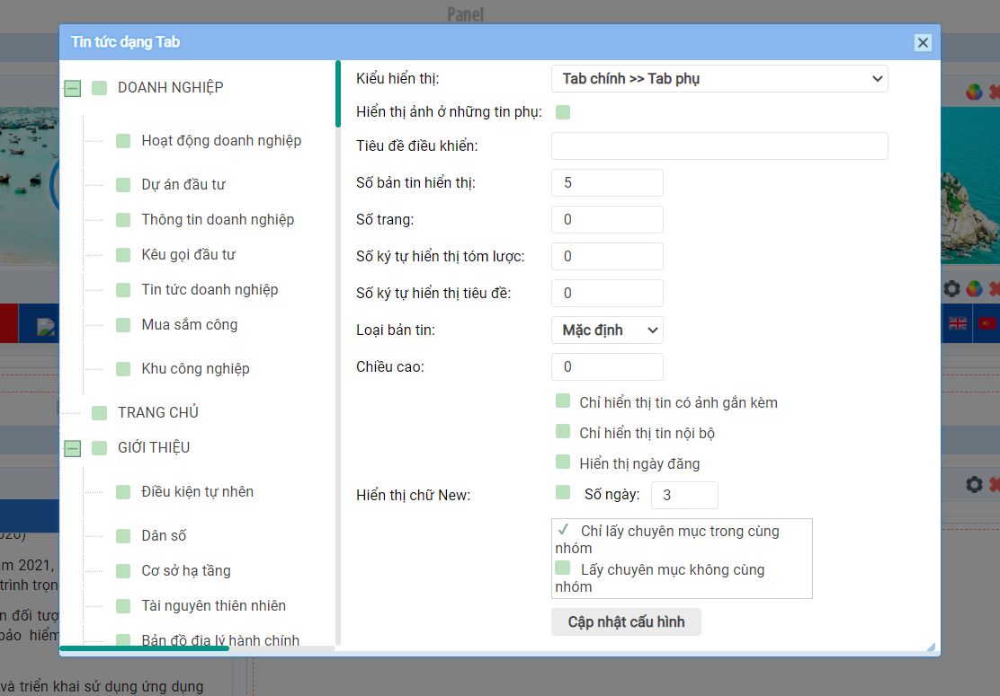 Panel
Tin tức dạng Tab
DOANH NGHIỆP
Hoạt động doanh nghiệp
Dự án đầu tư
Thông tin doanh nghiệp
Kêu gọi đầu tư
Tin tức doanh nghiệp
Mua sắm công
Khu công nghiệp
TRANG CHỦ
GIỚI THIỆU
Điều kiện tự nhiên
Dân số
Cơ sở hạ tầng
Tài nguyên thiên nhiên
Bản đồ địa lý hành chính
Kiểu hiển thị: Tab chính >> Tab phụ
Hiển thị ảnh ở những tin phụ:
Tiêu đề điều khiển:
Số bản tin hiển thị: 5
Số trang: 0
Số ký tự hiển thị tóm lược: 0
Số ký tự hiển thị tiêu đề: 0
Loại bản tin: Mặc định
Chiều cao: 0
Chỉ hiển thị tin có ảnh gắn kèm
Chỉ hiển thị tin nội bộ
Hiển thị ngày đăng
Hiển thị chữ New: Số ngày: 3
Chỉ lấy chuyên mục trong cùng
nhóm
Lấy chuyên mục không cùng
nhóm
Cập nhật cấu hình
2021,
trình
đối
bảo hiểm
và triển khai sử dụng ứng dụng